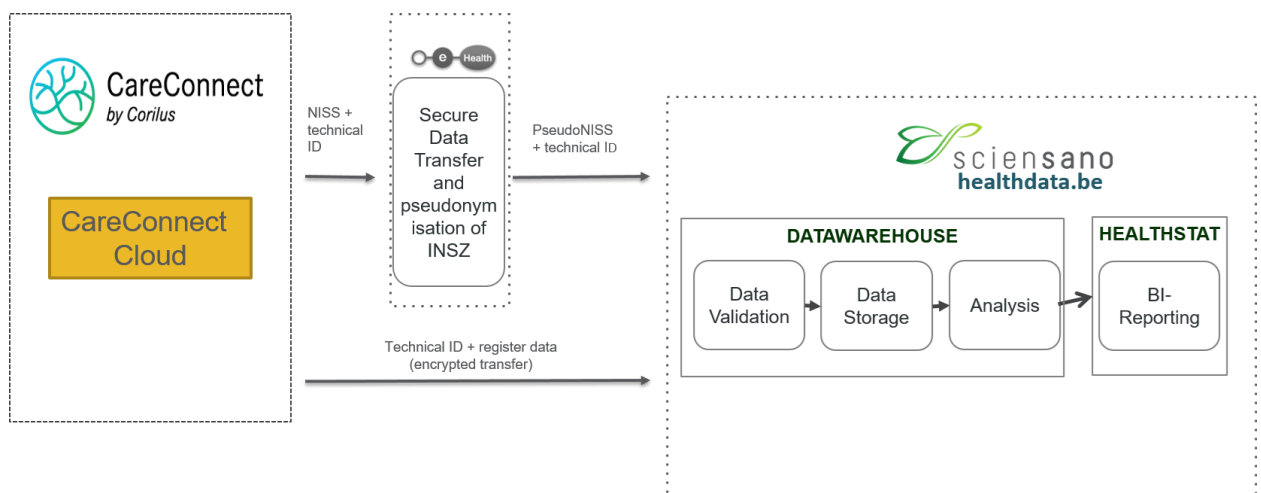 CareConnect
by Corilus
CareConnect
Cloud
NISS +
technical
ID
e
Health
Secure
Data
Transfer
and
pseudonym
isation of
INSZ
PseudoNISS
+ technical ID
Technical ID + register data
(encrypted transfer)
sciensano
healthdata.be
DATAWAREHOUSE
Data
Validation
Data
Storage
Analysis
HEALTHSTAT
BI-
Reporting